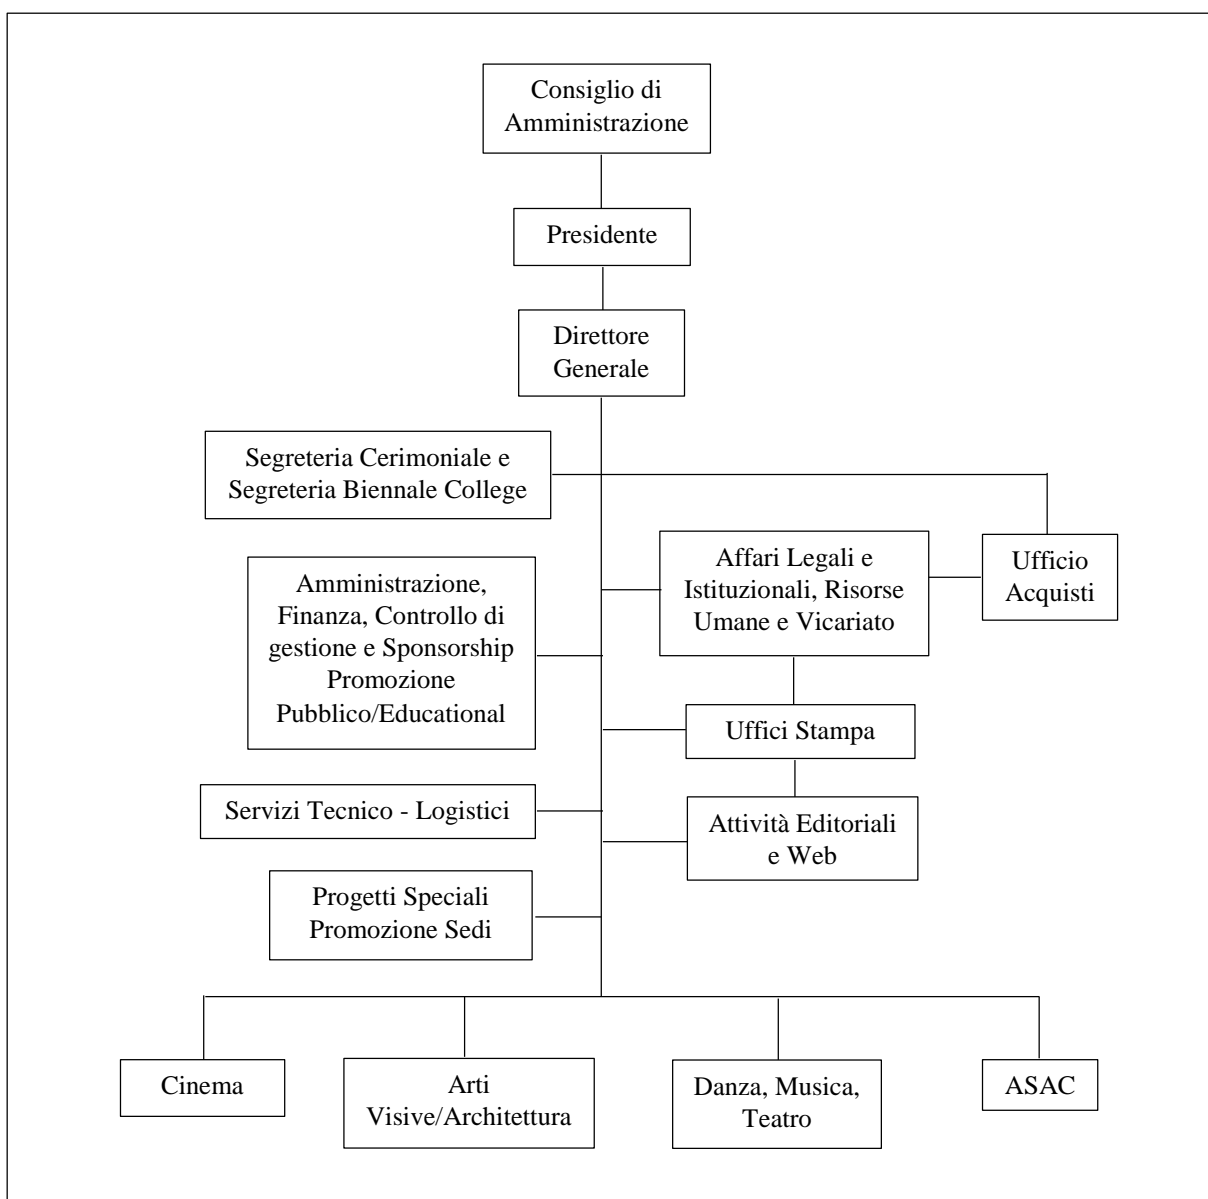 Consiglio di
Amministrazione
Presidente
Direttore
Generale
Segreteria Cerimoniale e
Segreteria Biennale College
Affari Legali e
Istituzionali, Risorse
Umane e Vicariato
Ufficio
Acquisti
Amministrazione,
Finanza, Controllo di
gestione e Sponsorship
Promozione
Pubblico/Educational
Uffici Stampa
Servizi Tecnico - Logistici
Attività Editoriali
e Web
Progetti Speciali
Promozione Sedi
Cinema
Arti
Visive/Architettura
Danza, Musica,
Teatro
ASAC